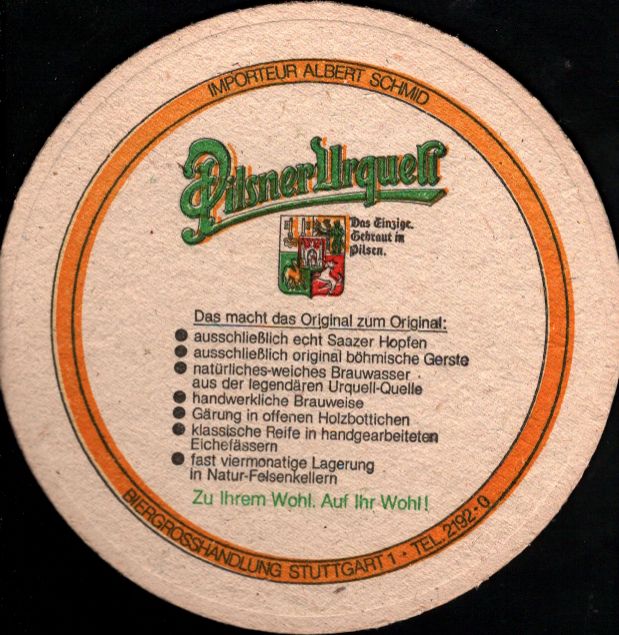 IMPORTEUR ALBERT SCHMID
Pilsner Urquell
Das Einzige.
Gebraut in
Pilsen.
Das macht das Original zum Original:
● ausschließlich echt Saazer Hopfen
● ausschließlich original böhmische Gerste
● natürliches-weiches Brauwasser
aus der legendären Urquell-Quelle
● handwerkliche Brauweise
● Gärung in offenen Holzbottichen
● klassische Reife in handgearbeiteten
Eichefässern
● fast viermonatige Lagerung
in Natur-Felsenkellern
Zu Ihrem Wohl. Auf Ihr Wohl!
BIERGROSSHANDLUNG STUTTGART 1 · TEL. 2192-0